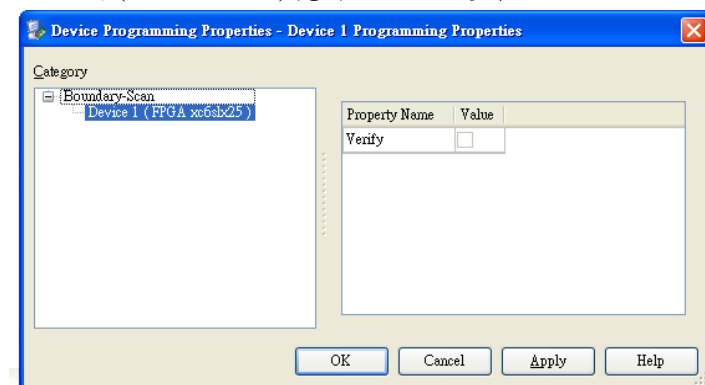 Device Programming Properties - Device 1 Programming Properties
Category
Boundary-Scan
Device 1 ( FPGA xc6slx25 )
Property Name Value
Verify
OK Cancel Apply Help